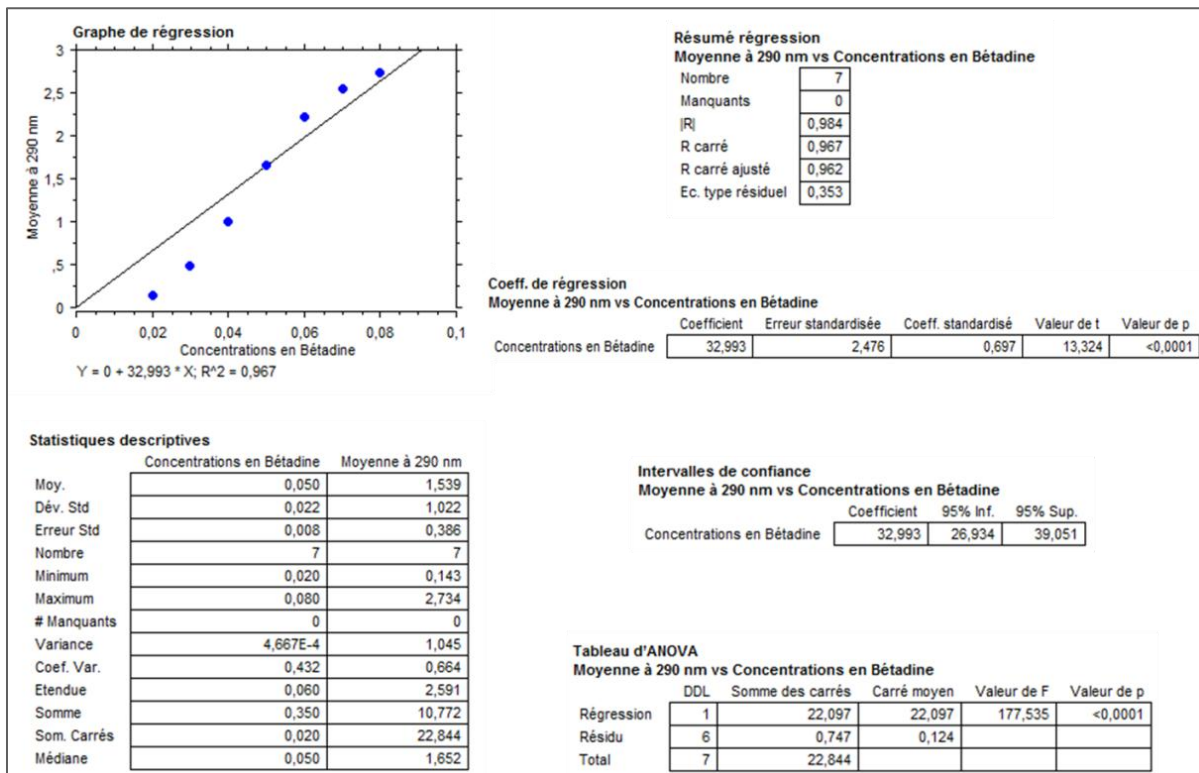 Graphe de régression
3
2,5
2
1,5
1
,5
0
Moyenne à 290 nm
0 0,02 0,04 0,06 0,08 0,1
Concentrations en Bétadine
Y = 0 + 32,993 * X; R^2 = 0,967
Résumé régression
Moyenne à 290 nm vs Concentrations en Bétadine
Nombre 7
Manquants 0
|R| 0,984
R carré 0,967
R carré ajusté 0,962
Ec. type résiduel 0,353
Coeff. de régression
Moyenne à 290 nm vs Concentrations en Bétadine
Coefficient Erreur standardisée Coeff. standardisé Valeur de t Valeur de p
Concentrations en Bétadine 32,993 2,476 0,697 13,324 <0,0001
Statistiques descriptives
Concentrations en Bétadine Moyenne à 290 nm
Moy. 0,050 1,539
Dév. Std 0,022 1,022
Erreur Std 0,008 0,386
Nombre 7 7
Minimum 0,020 0,143
Maximum 0,080 2,734
# Manquants 0 0
Variance 4,667E-4 1,045
Coef. Var. 0,432 0,664
Etendue 0,060 2,591
Somme 0,350 10,772
Som. Carrés 0,020 22,844
Médiane 0,050 1,652
Intervalles de confiance
Moyenne à 290 nm vs Concentrations en Bétadine
Coefficient 95% Inf. 95% Sup.
Concentrations en Bétadine 32,993 26,934 39,051
Tableau d'ANOVA
Moyenne à 290 nm vs Concentrations en Bétadine
DDL Somme des carrés Carré moyen Valeur de F Valeur de p
Régression 1 22,097 22,097 177,535 <0,0001
Résidu 6 0,747 0,124
Total 7 22,844